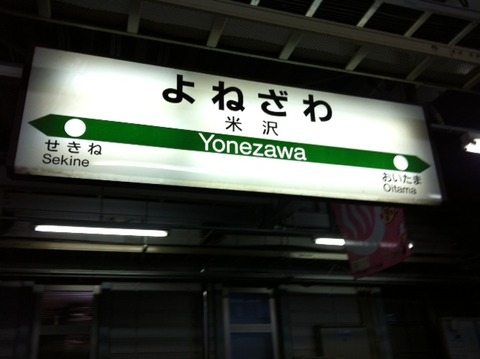 よねざわ
米沢
Yonezawa
せきね
Sekine
おいたま
Oitama